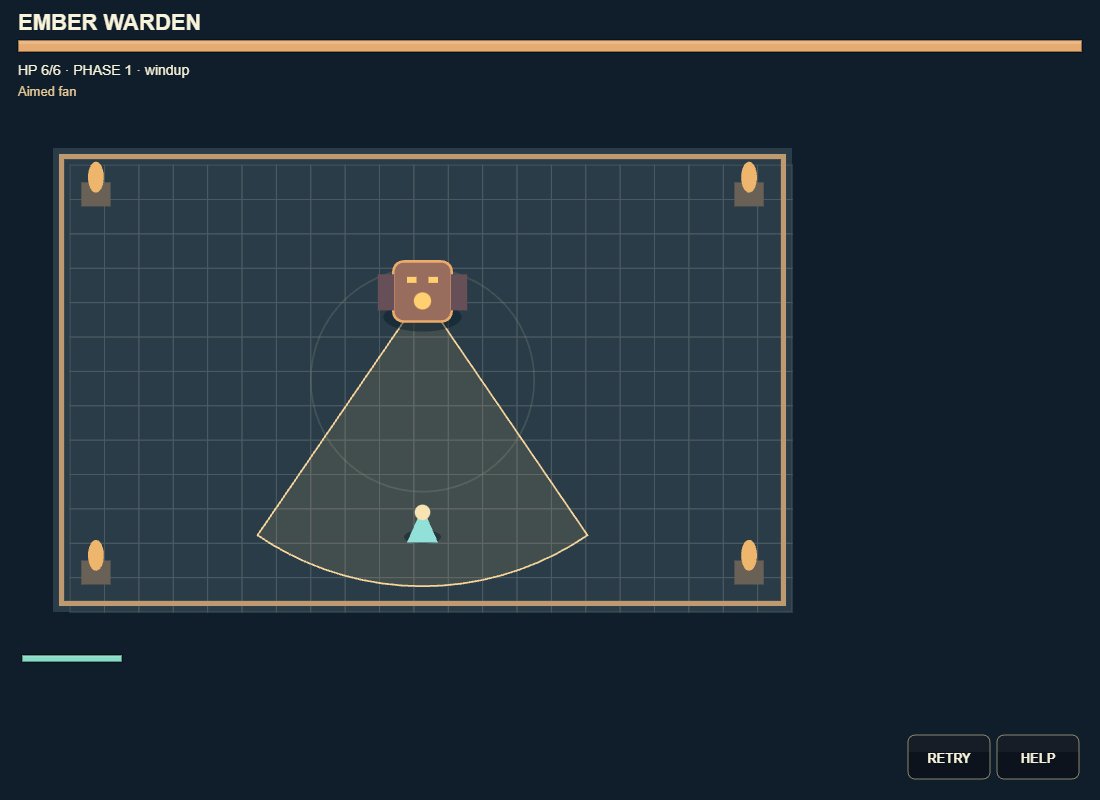 EMBER WARDEN
HP 6/6 · PHASE 1 · windup
Aimed fan
RETRY
HELP